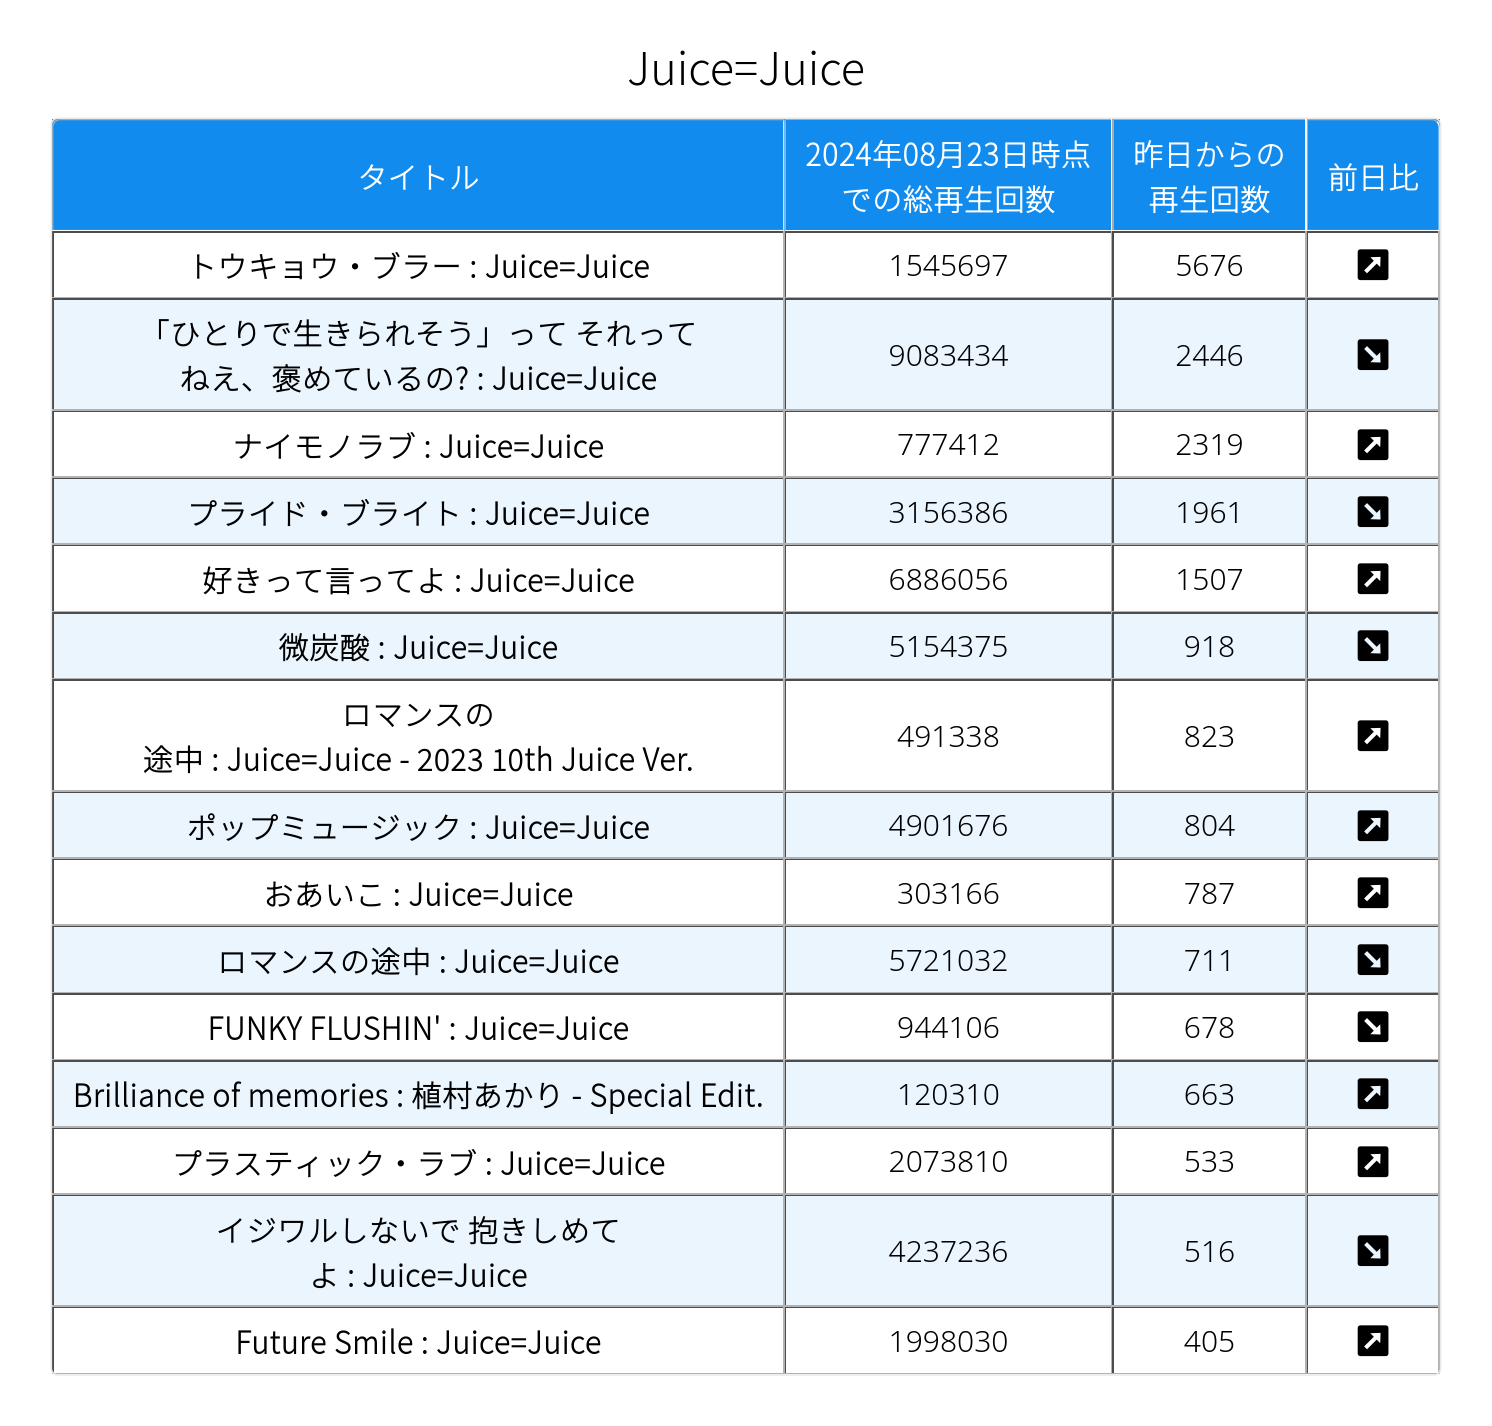 Juice=Juice
タイトル
2024年08月23日時点
での総再生回数
昨日からの
再生回数
前日比
トウキョウ・ブラー : Juice=Juice 1545697 5676 ↗
「ひとりで生きられそう」って それって
ねえ、褒めているの? : Juice=Juice 9083434 2446 ↘
ナイモノラブ : Juice=Juice 777412 2319 ↗
プライド・ブライト : Juice=Juice 3156386 1961 ↘
好きって言ってよ : Juice=Juice 6886056 1507 ↗
微炭酸 : Juice=Juice 5154375 918 ↘
ロマンスの
途中 : Juice=Juice - 2023 10th Juice Ver. 491338 823 ↗
ポップミュージック : Juice=Juice 4901676 804 ↗
おあいこ : Juice=Juice 303166 787 ↗
ロマンスの途中 : Juice=Juice 5721032 711 ↘
FUNKY FLUSHIN' : Juice=Juice 944106 678 ↘
Brilliance of memories : 植村あかり - Special Edit. 120310 663 ↗
プラスティック・ラブ : Juice=Juice 2073810 533 ↗
イジワルしないで 抱きしめて
よ : Juice=Juice 4237236 516 ↘
Future Smile : Juice=Juice 1998030 405 ↗